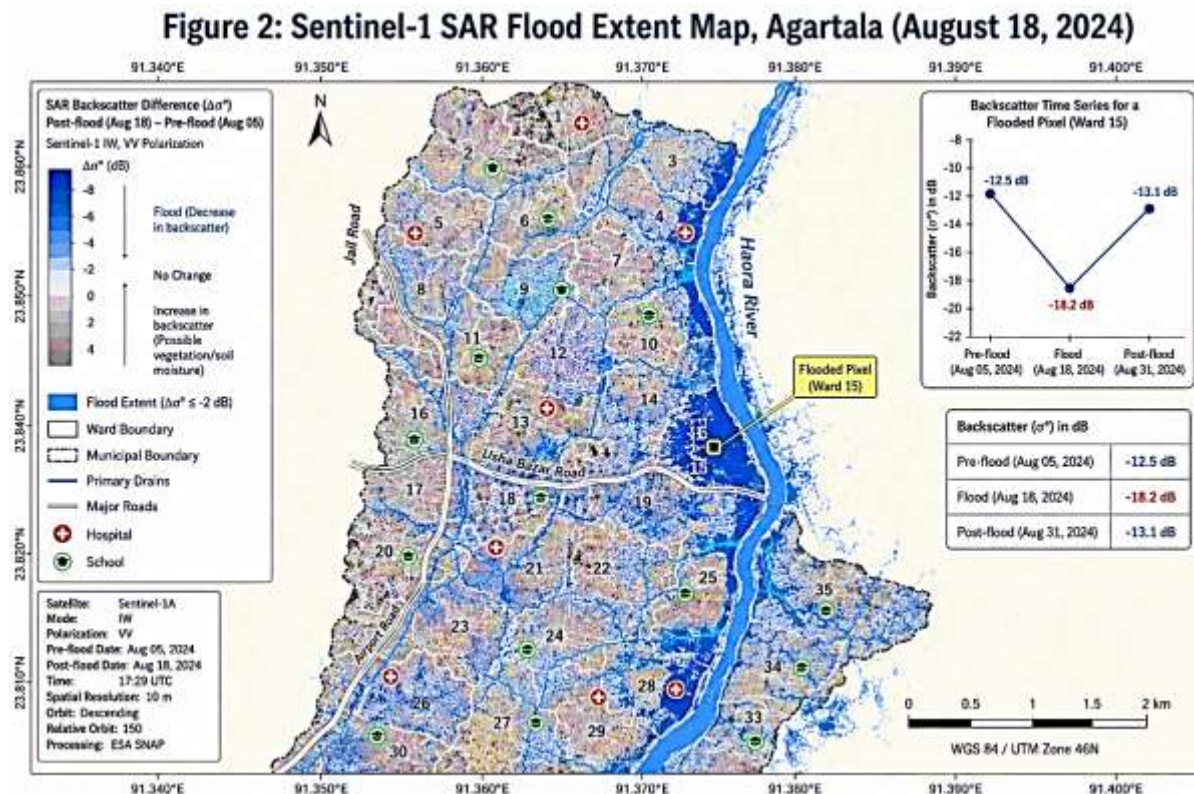 Figure 2: Sentinel-1 SAR Flood Extent Map, Agartala (August 18, 2024)
91.340°E 91.350°E 91.360°E 91.370°E 91.380°E 91.390°E 91.400°E
23.860°N
23.850°N
23.840°N
23.820°N
23.810°N
SAR Backscatter Difference (Δσ°)
Post-flood (Aug 18) – Pre-flood (Aug 05)
Sentinel-1 IW, VV Polarization
Δσ° (dB)
-8
-6
-4
-2
0
2
4
Flood (Decrease
in backscatter)
No Change
Increase in
backscatter
(Possible
vegetation/soil
moisture)
Flood Extent (Δσ° ≤ -2 dB)
Ward Boundary
Municipal Boundary
Primary Drains
Major Roads
Hospital
School
Satellite: Sentinel-1A
Mode: IW
Polarization: VV
Pre-flood Date: Aug 05, 2024
Post-flood Date: Aug 18, 2024
Time: 17:29 UTC
Spatial Resolution: 10 m
Orbit: Descending
Relative Orbit: 150
Processing: ESA SNAP
N
1
2
3
4
5
6
7
8
9
10
11
12
13
14
15
16
17
18
19
20
21
22
23
24
25
26
27
28
29
30
33
34
35
Jail Road
Haora River
Usha Bazar Road
Airport Road
Flooded Pixel
(Ward 15)
Backscatter Time Series for a
Flooded Pixel (Ward 15)
Backscatter (σ°) in dB
-8
-10
-12
-14
-16
-18
-20
-22
-12.5 dB
-18.2 dB
-13.1 dB
Pre-flood Flood Post-flood
(Aug 05, 2024) (Aug 18, 2024) (Aug 31, 2024)
Backscatter (σ°) in dB
Pre-flood (Aug 05, 2024) -12.5 dB
Flood (Aug 18, 2024) -18.2 dB
Post-flood (Aug 31, 2024) -13.1 dB
0 0.5 1 1.5 2 km
WGS 84 / UTM Zone 46N
91.340°E 91.350°E 91.360°E 91.370°E 91.380°E 91.390°E 91.400°E